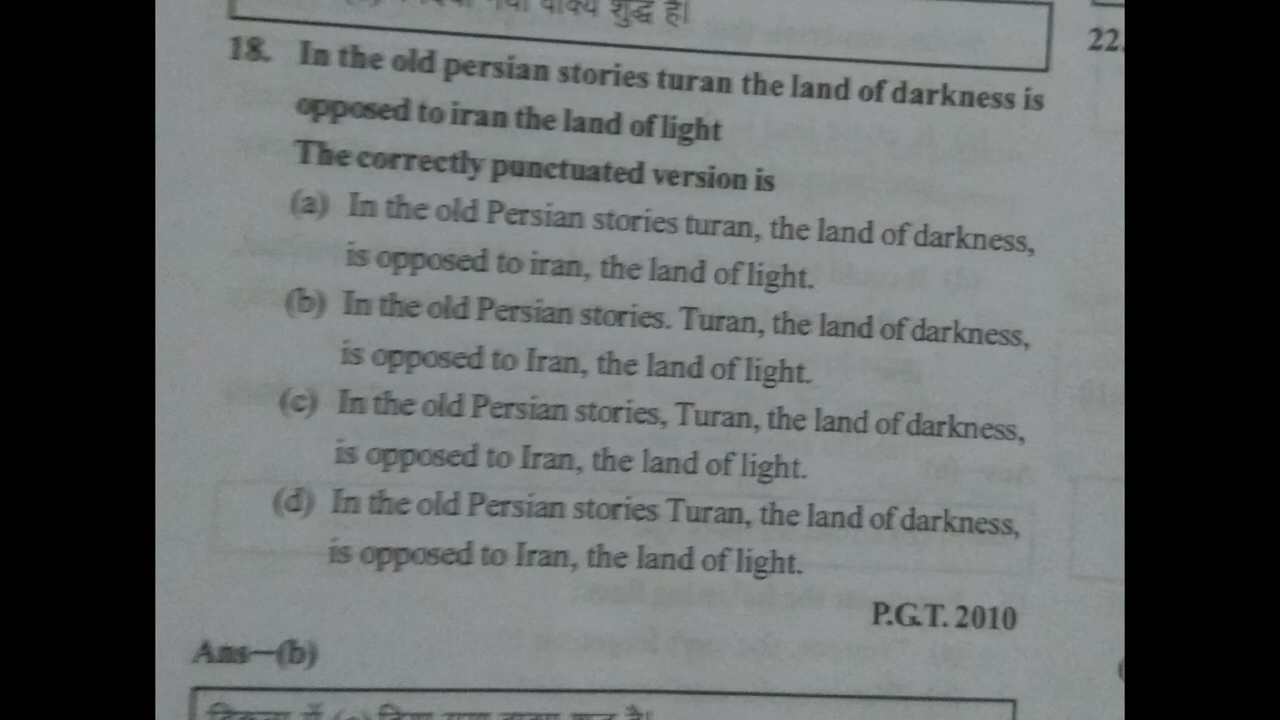 वाक्य शुद्ध है।
22.
18. In the old persian stories turan the land of darkness is
opposed to iran the land of light
The correctly punctuated version is
(a) In the old Persian stories turan, the land of darkness,
is opposed to iran, the land of light.
(b) In the old Persian stories. Turan, the land of darkness,
is opposed to Iran, the land of light.
(c) In the old Persian stories, Turan, the land of darkness,
is opposed to Iran, the land of light.
(d) In the old Persian stories Turan, the land of darkness,
is opposed to Iran, the land of light.
P.G.T. 2010
Ans—(b)